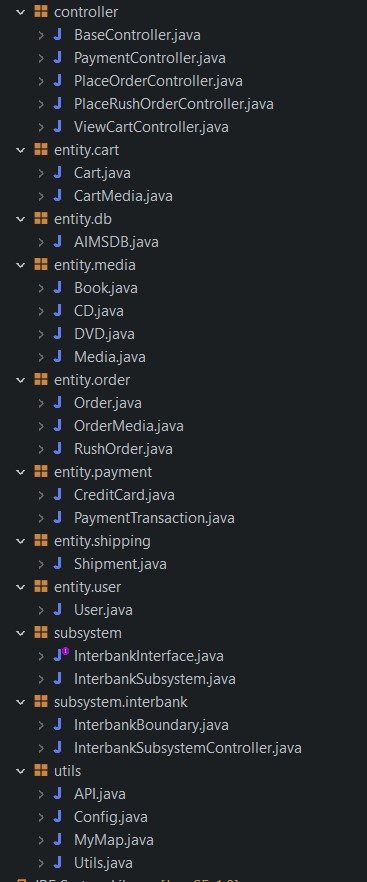 controller
BaseController.java
PaymentController.java
PlaceOrderController.java
PlaceRushOrderController.java
ViewCartController.java
entity.cart
Cart.java
CartMedia.java
entity.db
AIMSDB.java
entity.media
Book.java
CD.java
DVD.java
Media.java
entity.order
Order.java
OrderMedia.java
RushOrder.java
entity.payment
CreditCard.java
PaymentTransaction.java
entity.shipping
Shipment.java
entity.user
User.java
subsystem
InterbankInterface.java
InterbankSubsystem.java
subsystem.interbank
InterbankBoundary.java
InterbankSubsystemController.java
utils
API.java
Config.java
MyMap.java
Utils.java